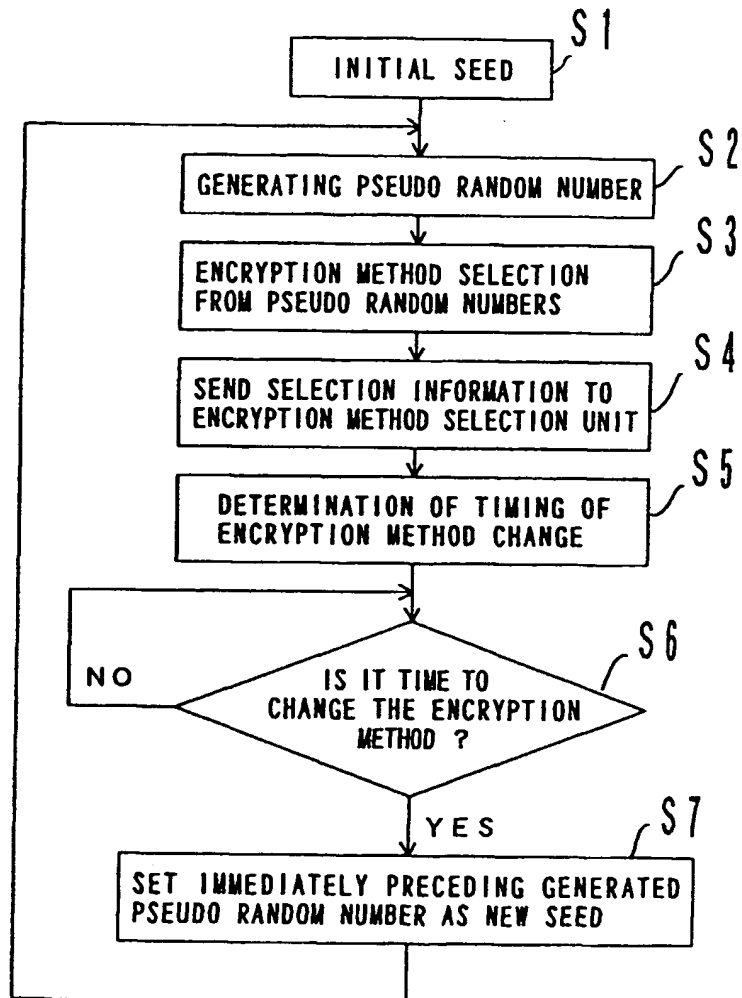 S1
INITIAL SEED
S2
GENERATING PSEUDO RANDOM NUMBER
S3
ENCRYPTION METHOD SELECTION
FROM PSEUDO RANDOM NUMBERS
S4
SEND SELECTION INFORMATION TO
ENCRYPTION METHOD SELECTION UNIT
S5
DETERMINATION OF TIMING OF
ENCRYPTION METHOD CHANGE
S6
NO
IS IT TIME TO
CHANGE THE ENCRYPTION
METHOD ?
YES
S7
SET IMMEDIATELY PRECEDING GENERATED
PSEUDO RANDOM NUMBER AS NEW SEED